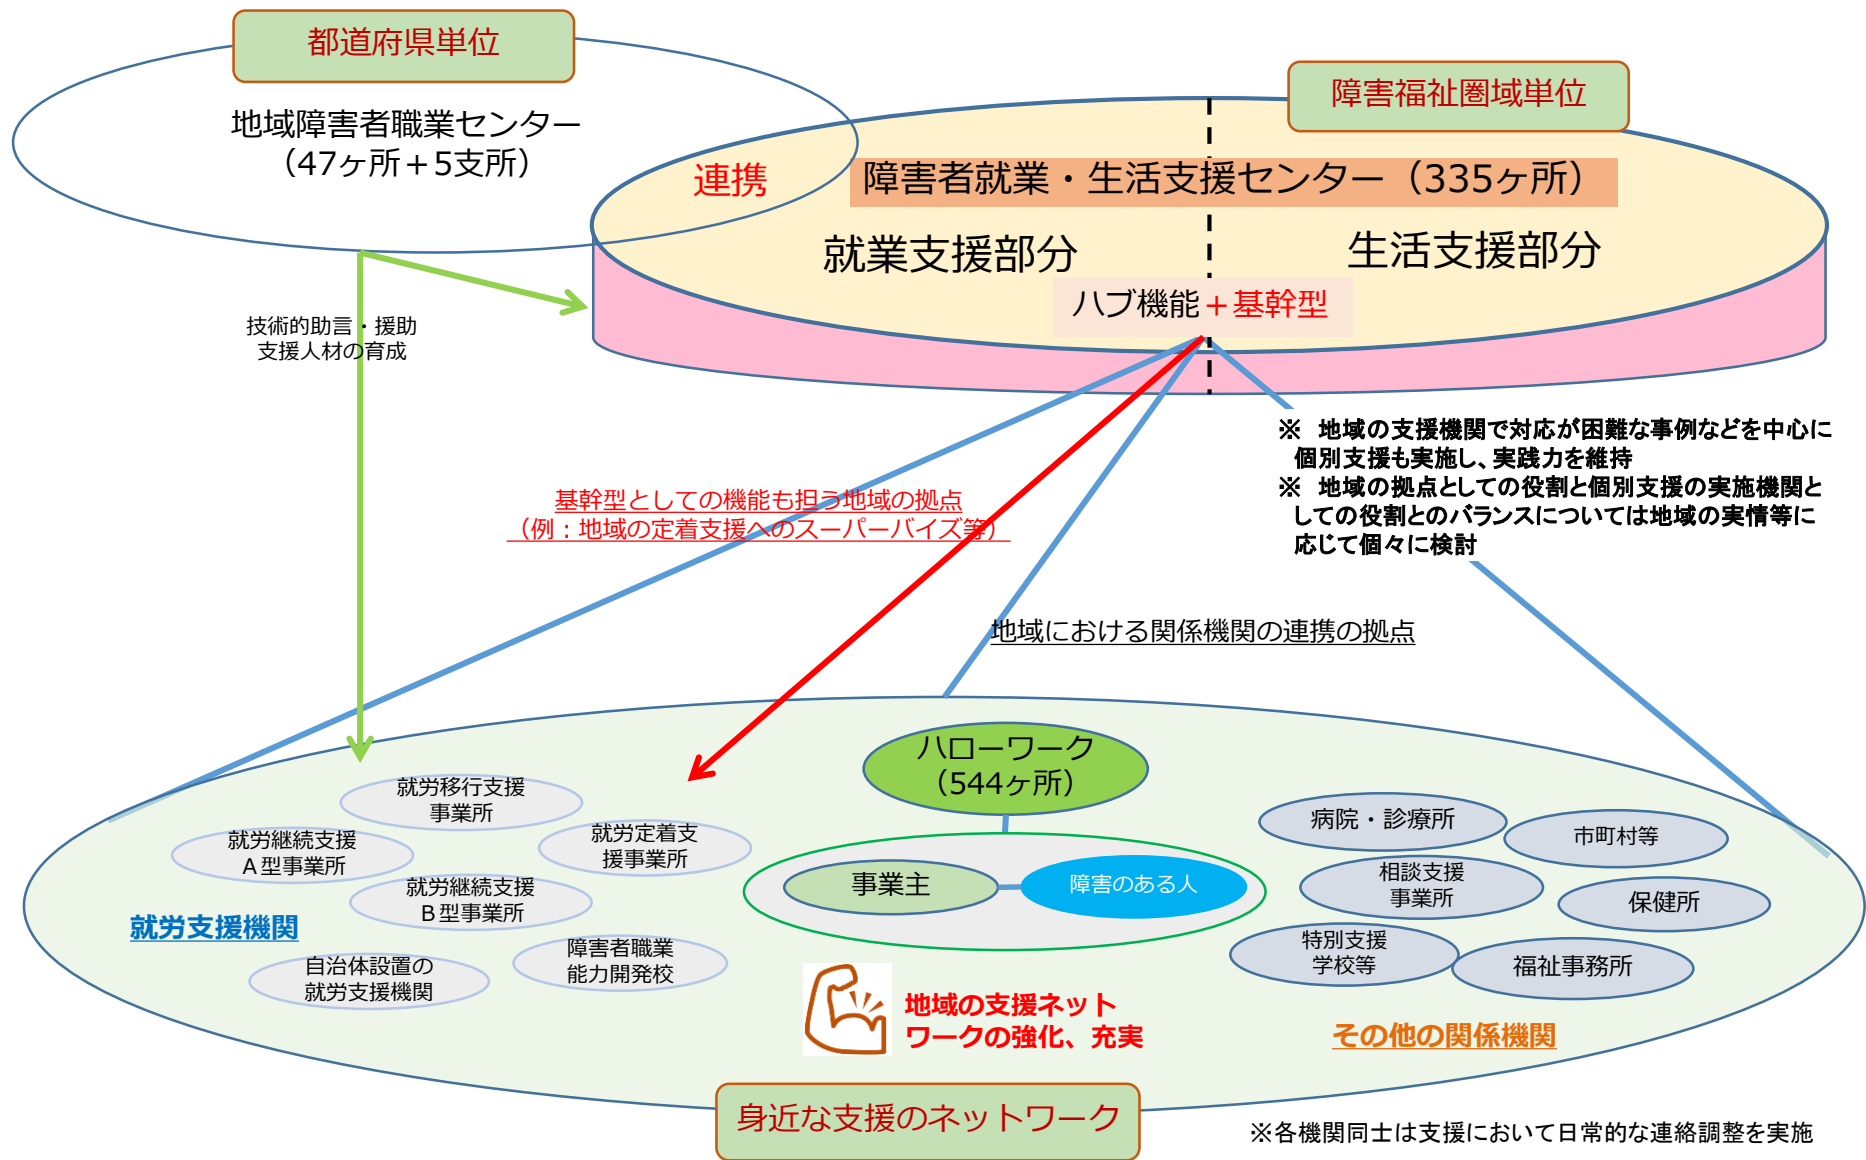 都道府県単位
地域障害者職業センター
（47ヶ所＋5支所）
障害福祉圏域単位
連携
障害者就業・生活支援センター（335ヶ所）
就業支援部分
生活支援部分
ハブ機能＋基幹型
技術的助言・援助
支援人材の育成
※　地域の支援機関で対応が困難な事例などを中心に
個別支援も実施し、実践力を維持
※　地域の拠点としての役割と個別支援の実施機関と
しての役割とのバランスについては地域の実情等に
応じて個々に検討
基幹型としての機能も担う地域の拠点
（例：地域の定着支援へのスーパーバイズ等）
地域における関係機関の連携の拠点
ハローワーク
（544ヶ所）
就労移行支援
事業所
就労継続支援
Ａ型事業所
就労定着支
援事業所
就労継続支援
Ｂ型事業所
就労支援機関
自治体設置の
就労支援機関
障害者職業
能力開発校
事業主
障害のある人
病院・診療所
市町村等
相談支援
事業所
保健所
特別支援
学校等
福祉事務所
地域の支援ネット
ワークの強化、充実
その他の関係機関
身近な支援のネットワーク
※各機関同士は支援において日常的な連絡調整を実施